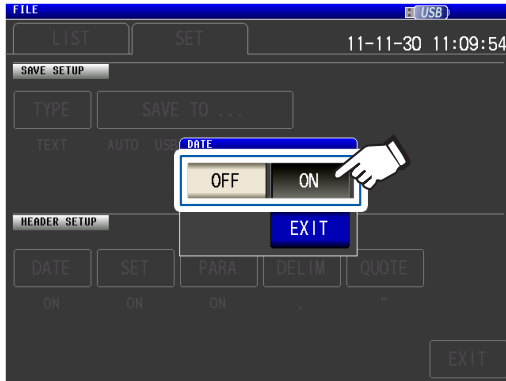 FILE USB
LIST SET 11-11-30 11:09:54
SAVE SETUP
TYPE SAVE TO ...
TEXT AUTO USB
DATE
OFF ON
EXIT
HEADER SETUP
DATE SET PARA DELIM QUOTE
ON ON ON . ~
EXIT